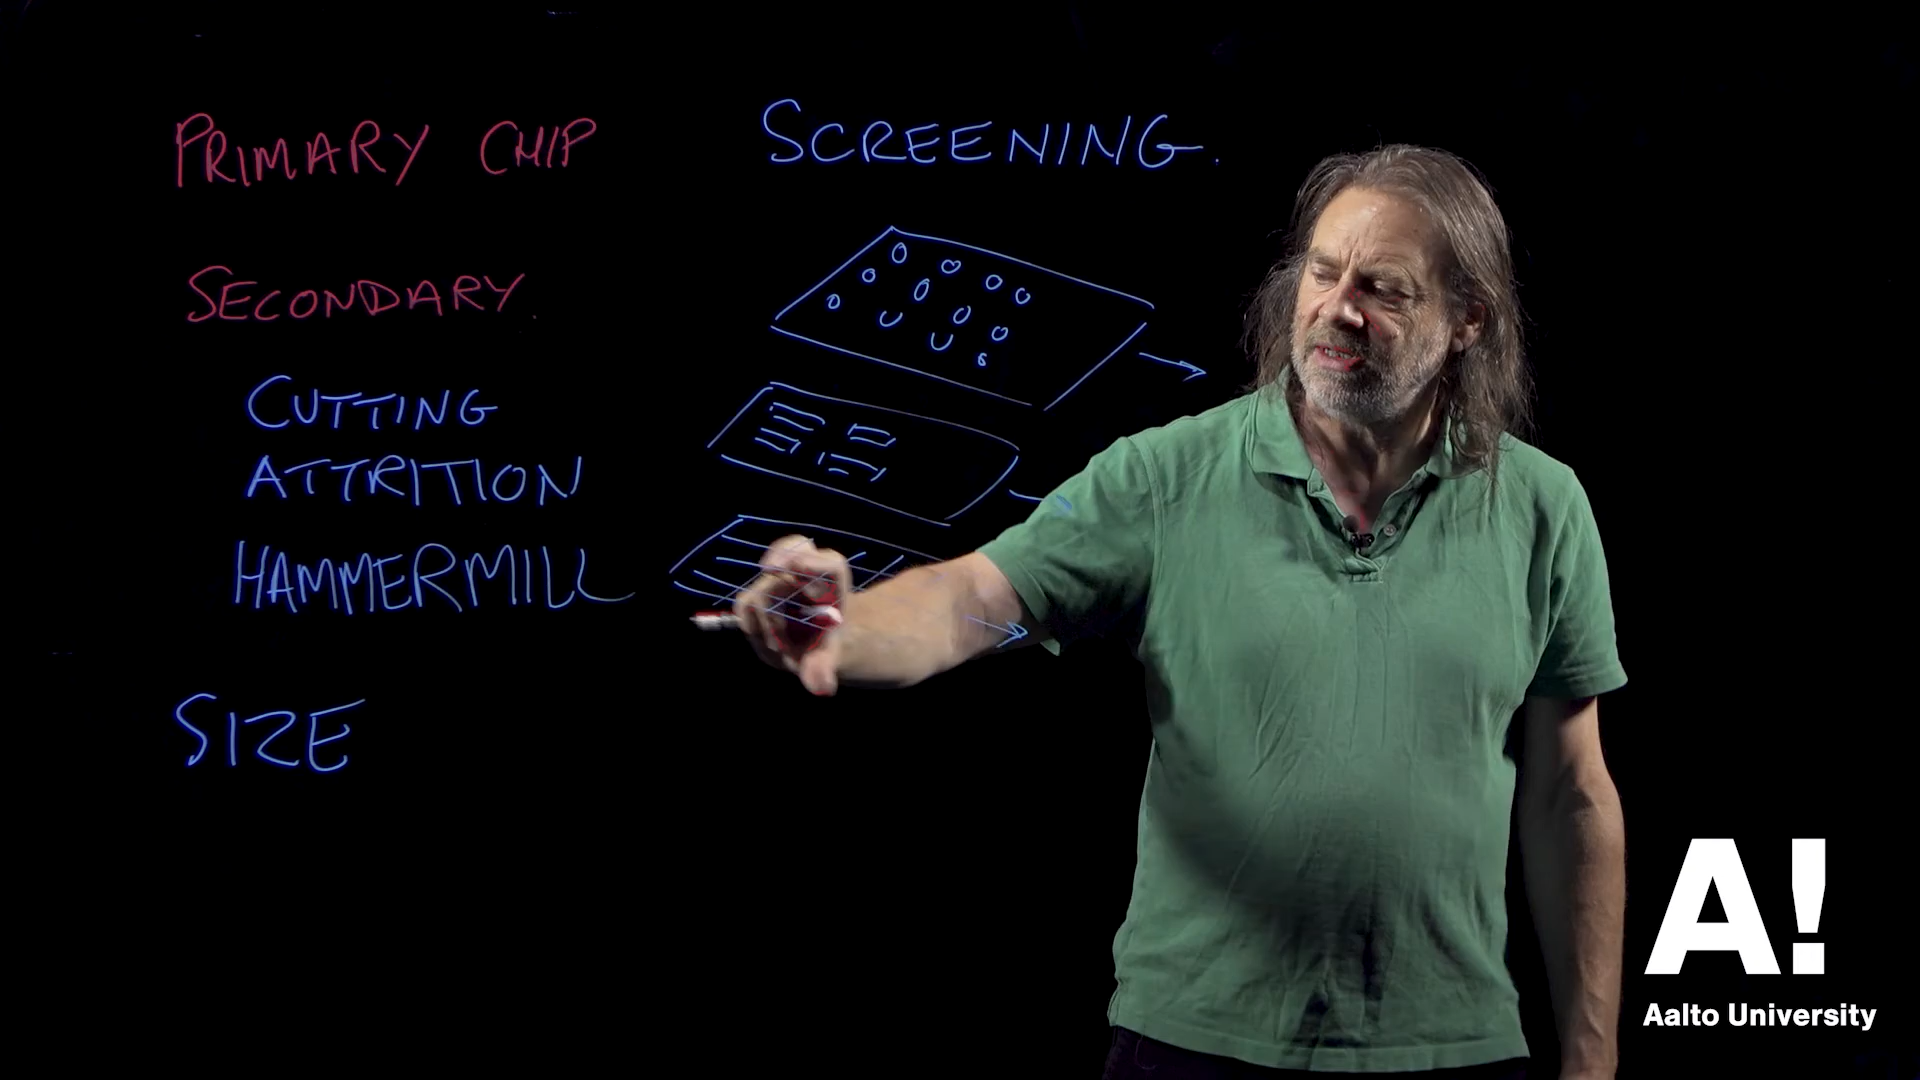 PRIMARY CHIP
SECONDARY
CUTTING
ATTRITION
HAMMERMILL
SIZE
SCREENING.
A!
Aalto University